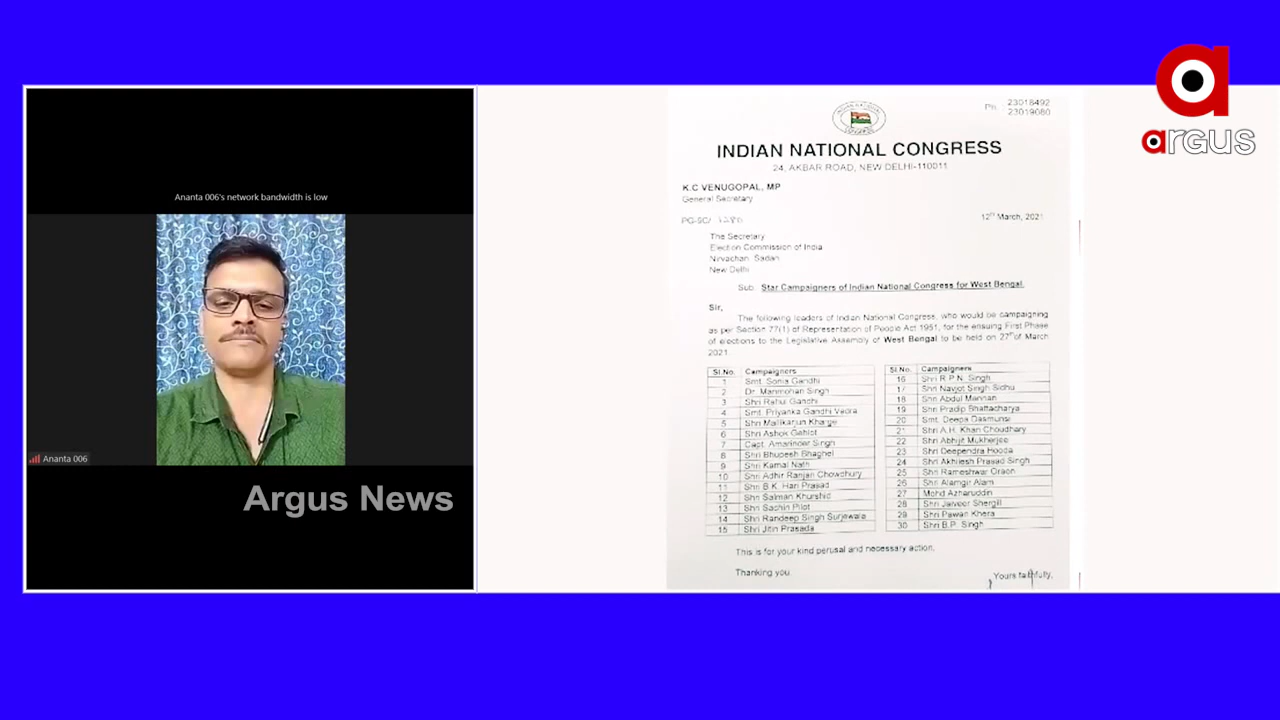 Ananta 006's network bandwidth is low
Ananta 006
Argus News
argus
INDIAN NATIONAL CONGRESS
Ph. : 23018492
23019080
INDIAN NATIONAL CONGRESS
24, AKBAR ROAD, NEW DELHI-110011
K.C VENUGOPAL, MP
General Secretary
PG-SC/
12th March, 2021
The Secretary
Election Commission of India
Nirvachan Sadan
New Delhi
Sub. Star Campaigners of Indian National Congress for West Bengal.
Sir,
The following leaders of Indian National Congress, who would be campaigning
as per Section 77(1) of Representation of People Act 1951, for the ensuing First Phase
of elections to the Legislative Assembly of West Bengal to be held on 27th of March
2021.
Sl.No. Campaigners
1 Smt. Sonia Gandhi
2 Dr. Manmohan Singh
3 Shri Rahul Gandhi
4 Smt. Priyanka Gandhi Vadra
5 Shri Mallikarjun Kharge
6 Shri Ashok Gehlot
7 Capt. Amarinder Singh
8 Shri Bhupesh Bhaghel
9 Shri Kamal Nath
10 Shri Adhir Ranjan Chowdhury
11 Shri B.K. Hari Prasad
12 Shri Salman Khurshid
13 Shri Sachin Pilot
14 Shri Randeep Singh Surjewala
15 Shri Jitin Prasada
Sl.No. Campaigners
16 Shri R.P.N. Singh
17 Shri Navjot Singh Sidhu
18 Shri Abdul Mannan
19 Shri Pradip Bhattacharya
20 Smt. Deepa Dasmunsi
21 Shri A.H. Khan Choudhary
22 Shri Abhijit Mukherjee
23 Shri Deependra Hooda
24 Shri Akhilesh Prasad Singh
25 Shri Rameshwar Oraon
26 Shri Alamgir Alam
27 Mohd Azharuddin
28 Shri Jaiveer Shergill
29 Shri Pawan Khera
30 Shri B.P. Singh
This is for your kind perusal and necessary action.
Thanking you
Yours faithfully,